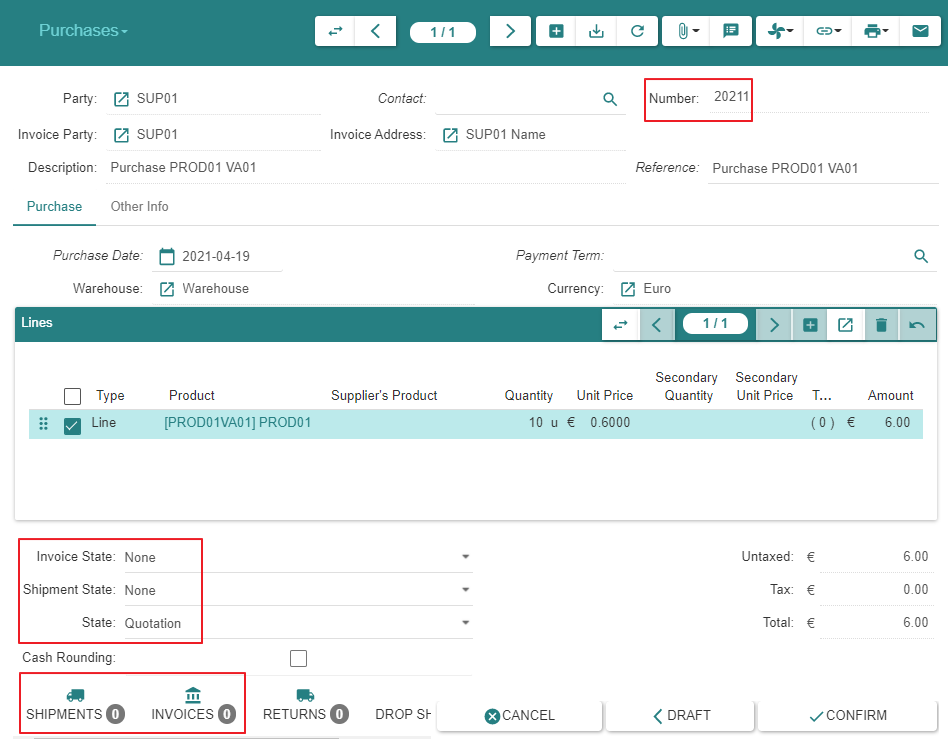 Purchases
1 / 1
Party: SUP01 Contact: Number: 20211
Invoice Party: SUP01 Invoice Address: SUP01 Name
Description: Purchase PROD01 VA01 Reference: Purchase PROD01 VA01
Purchase Other Info
Purchase Date: 2021-04-19 Payment Term:
Warehouse: Warehouse Currency: Euro
Lines 1 / 1
Type Product Supplier's Product Quantity Unit Price Secondary Quantity Secondary Unit Price T... Amount
Line [PROD01VA01] PROD01 10 u € 0.6000 ( 0 ) € 6.00
Invoice State: None Untaxed: € 6.00
Shipment State: None Tax: € 0.00
State: Quotation Total: € 6.00
Cash Rounding:
SHIPMENTS 0 INVOICES 0 RETURNS 0 DROP SH CANCEL DRAFT CONFIRM